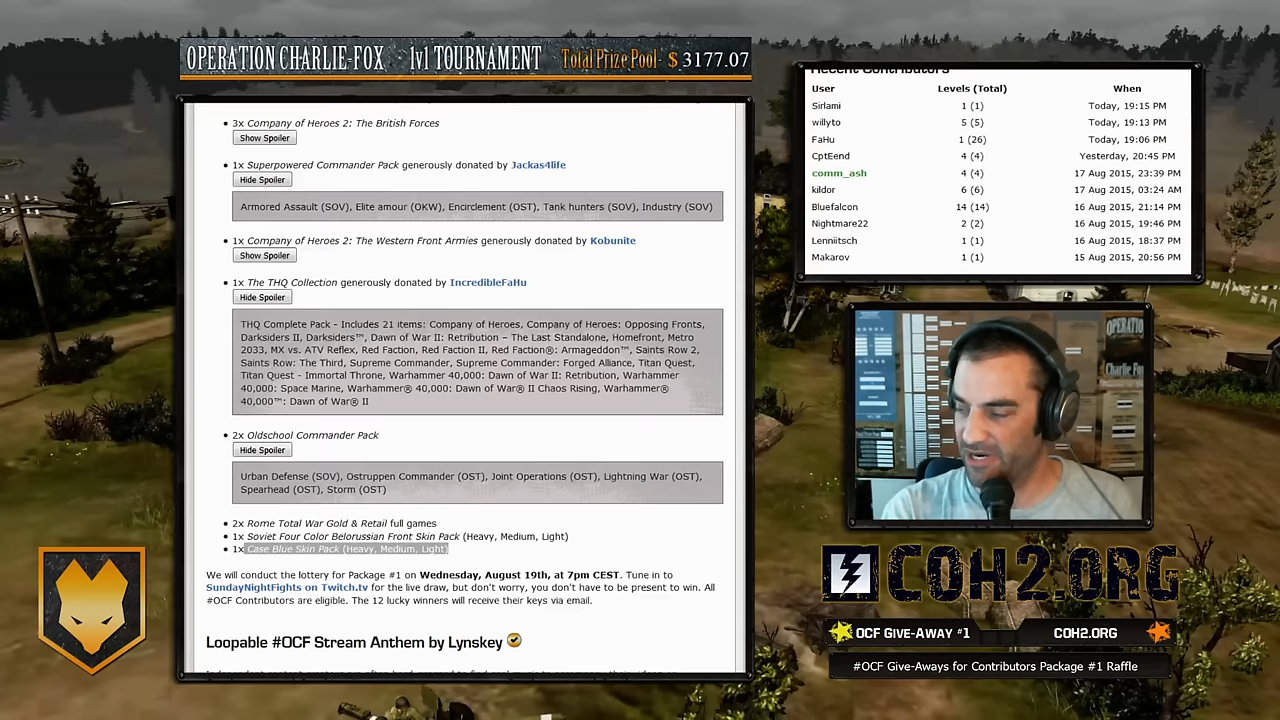 OPERATION CHARLIE-FOX 1v1 TOURNAMENT Total Prize Pool- $ 3177.07
3x Company of Heroes 2: The British Forces
Show Spoiler
1x Superpowered Commander Pack generously donated by Jackas4life
Hide Spoiler
Armored Assault (SOV), Elite amour (OKW), Encirclement (OST), Tank hunters (SOV), Industry (SOV)
1x Company of Heroes 2: The Western Front Armies generously donated by Kobunite
Show Spoiler
1x The THQ Collection generously donated by IncredibleFaHu
Hide Spoiler
THQ Complete Pack - Includes 21 items: Company of Heroes, Company of Heroes: Opposing Fronts,
Darksiders II, Darksiders™, Dawn of War II: Retribution – The Last Standalone, Homefront, Metro
2033, MX vs. ATV Reflex, Red Faction, Red Faction II, Red Faction®: Armageddon™, Saints Row 2,
Saints Row: The Third, Supreme Commander, Supreme Commander: Forged Alliance, Titan Quest,
Titan Quest - Immortal Throne, Warhammer 40,000: Dawn of War II: Retribution, Warhammer
40,000: Space Marine, Warhammer® 40,000: Dawn of War® II Chaos Rising, Warhammer®
40,000™: Dawn of War® II
2x Oldschool Commander Pack
Hide Spoiler
Urban Defense (SOV), Ostruppen Commander (OST), Joint Operations (OST), Lightning War (OST),
Spearhead (OST), Storm (OST)
2x Rome Total War Gold & Retail full games
1x Soviet Four Color Belorussian Front Skin Pack (Heavy, Medium, Light)
1x Case Blue Skin Pack (Heavy, Medium, Light)
We will conduct the lottery for Package #1 on Wednesday, August 19th, at 7pm CEST. Tune in to
SundayNightFights on Twitch.tv for the live draw, but don't worry, you don't have to be present to win. All
#OCF Contributors are eligible. The 12 lucky winners will receive their keys via email.
Loopable #OCF Stream Anthem by Lynskey
Recent Contributors
User Levels (Total) When
Sirlami 1 (1) Today, 19:15 PM
willyto 5 (5) Today, 19:13 PM
FaHu 1 (26) Today, 19:06 PM
CptEend 4 (4) Yesterday, 20:45 PM
comm_ash 4 (4) 17 Aug 2015, 23:39 PM
kildor 6 (6) 17 Aug 2015, 03:24 AM
Bluefalcon 14 (14) 16 Aug 2015, 21:14 PM
Nightmare22 2 (2) 16 Aug 2015, 19:46 PM
Lenniitsch 1 (1) 16 Aug 2015, 18:37 PM
Makarov 1 (1) 15 Aug 2015, 20:56 PM
COH2.ORG
OCF GIVE-AWAY #1 COH2.ORG
#OCF Give-Aways for Contributors Package #1 Raffle